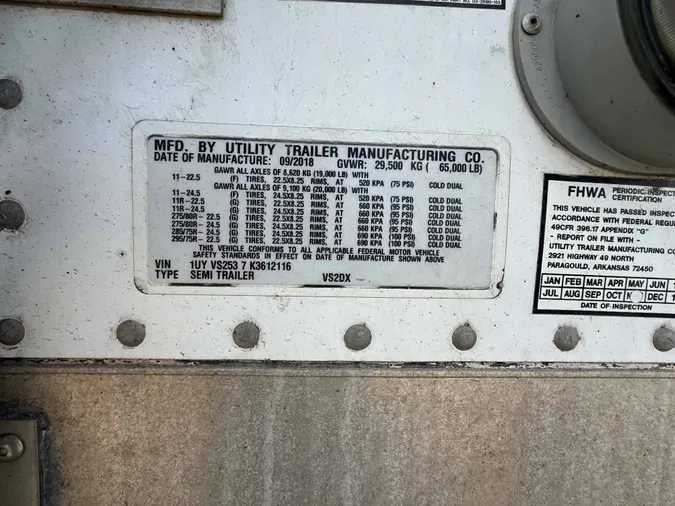 MFD. BY UTILITY TRAILER MANUFACTURING CO.
DATE OF MANUFACTURE: 09/2018 GVWR: 29,500 KG ( 65,000 LB)
GAWR ALL AXLES OF 8,620 KG (19,000 LB) WITH
11-22.5 (F) TIRES, 22.5X8.25 RIMS, AT 520 KPA (75 PSI) COLD DUAL
GAWR ALL AXLES OF 9,100 KG (20,000 LB) WITH
11-24.5 (F) TIRES, 24.5X8.25 RIMS, AT 520 KPA (75 PSI) COLD DUAL
11R-22.5 (G) TIRES, 22.5X8.25 RIMS, AT 660 KPA (95 PSI) COLD DUAL
11R-24.5 (G) TIRES, 24.5X8.25 RIMS, AT 660 KPA (95 PSI) COLD DUAL
275/80R- 22.5 (G) TIRES, 22.5X8.25 RIMS, AT 660 KPA (95 PSI) COLD DUAL
275/80R- 24.5 (G) TIRES, 24.5X8.25 RIMS, AT 660 KPA (95 PSI) COLD DUAL
285/75R- 24.5 (G) TIRES, 24.5X8.25 RIMS, AT 690 KPA (100 PSI) COLD DUAL
295/75R- 22.5 (G) TIRES, 22.5X8.25 RIMS, AT 690 KPA (100 PSI) COLD DUAL
THIS VEHICLE CONFORMS TO ALL APPLICABLE FEDERAL MOTOR VEHICLE
SAFETY STANDARDS IN EFFECT ON DATE OF MANUFACTURE SHOWN ABOVE
VIN 1UY VS253 7 K3612116
TYPE SEMI TRAILER VS2DX
FHWA PERIODIC INSPECT
CERTIFICATION
THIS VEHICLE HAS PASSED INSPEC
ACCORDANCE WITH FEDERAL REGU
49CFR 396.17 APPENDIX "G"
- REPORT ON FILE WITH -
UTILITY TRAILER MANUFACTURING CO
2921 HIGHWAY 49 NORTH
PARAGOULD, ARKANSAS 72450
JAN FEB MAR APR MAY JUN
JUL AUG SEP OCT N DEC
DATE OF INSPECTION